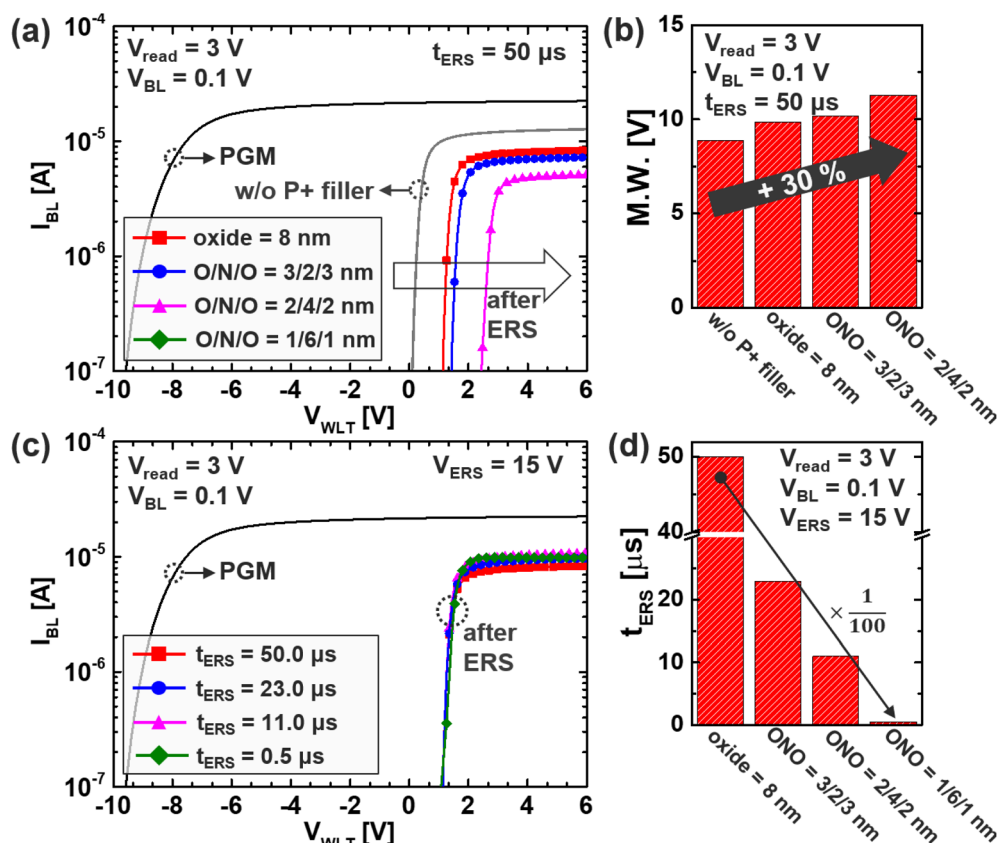 (a)
V_read = 3 V
V_BL = 0.1 V
t_ERS = 50 µs
PGM
w/o P+ filler
oxide = 8 nm
O/N/O = 3/2/3 nm
O/N/O = 2/4/2 nm
O/N/O = 1/6/1 nm
after
ERS
10⁻⁴
10⁻⁵
10⁻⁶
10⁻⁷
I_BL [A]
-10 -8 -6 -4 -2 0 2 4 6
V_WLT [V]
(b)
V_read = 3 V
V_BL = 0.1 V
t_ERS = 50 µs
+ 30 %
15
10
5
0
M.W. [V]
w/o P+ filler
oxide = 8 nm
ONO = 3/2/3 nm
ONO = 2/4/2 nm
(c)
V_read = 3 V
V_BL = 0.1 V
V_ERS = 15 V
PGM
after
ERS
t_ERS = 50.0 µs
t_ERS = 23.0 µs
t_ERS = 11.0 µs
t_ERS = 0.5 µs
10⁻⁴
10⁻⁵
10⁻⁶
10⁻⁷
I_BL [A]
-10 -8 -6 -4 -2 0 2 4 6
V_WLT [V]
(d)
V_read = 3 V
V_BL = 0.1 V
V_ERS = 15 V
× 1/100
50
40
20
10
0
t_ERS [µs]
oxide = 8 nm
ONO = 3/2/3 nm
ONO = 2/4/2 nm
ONO = 1/6/1 nm